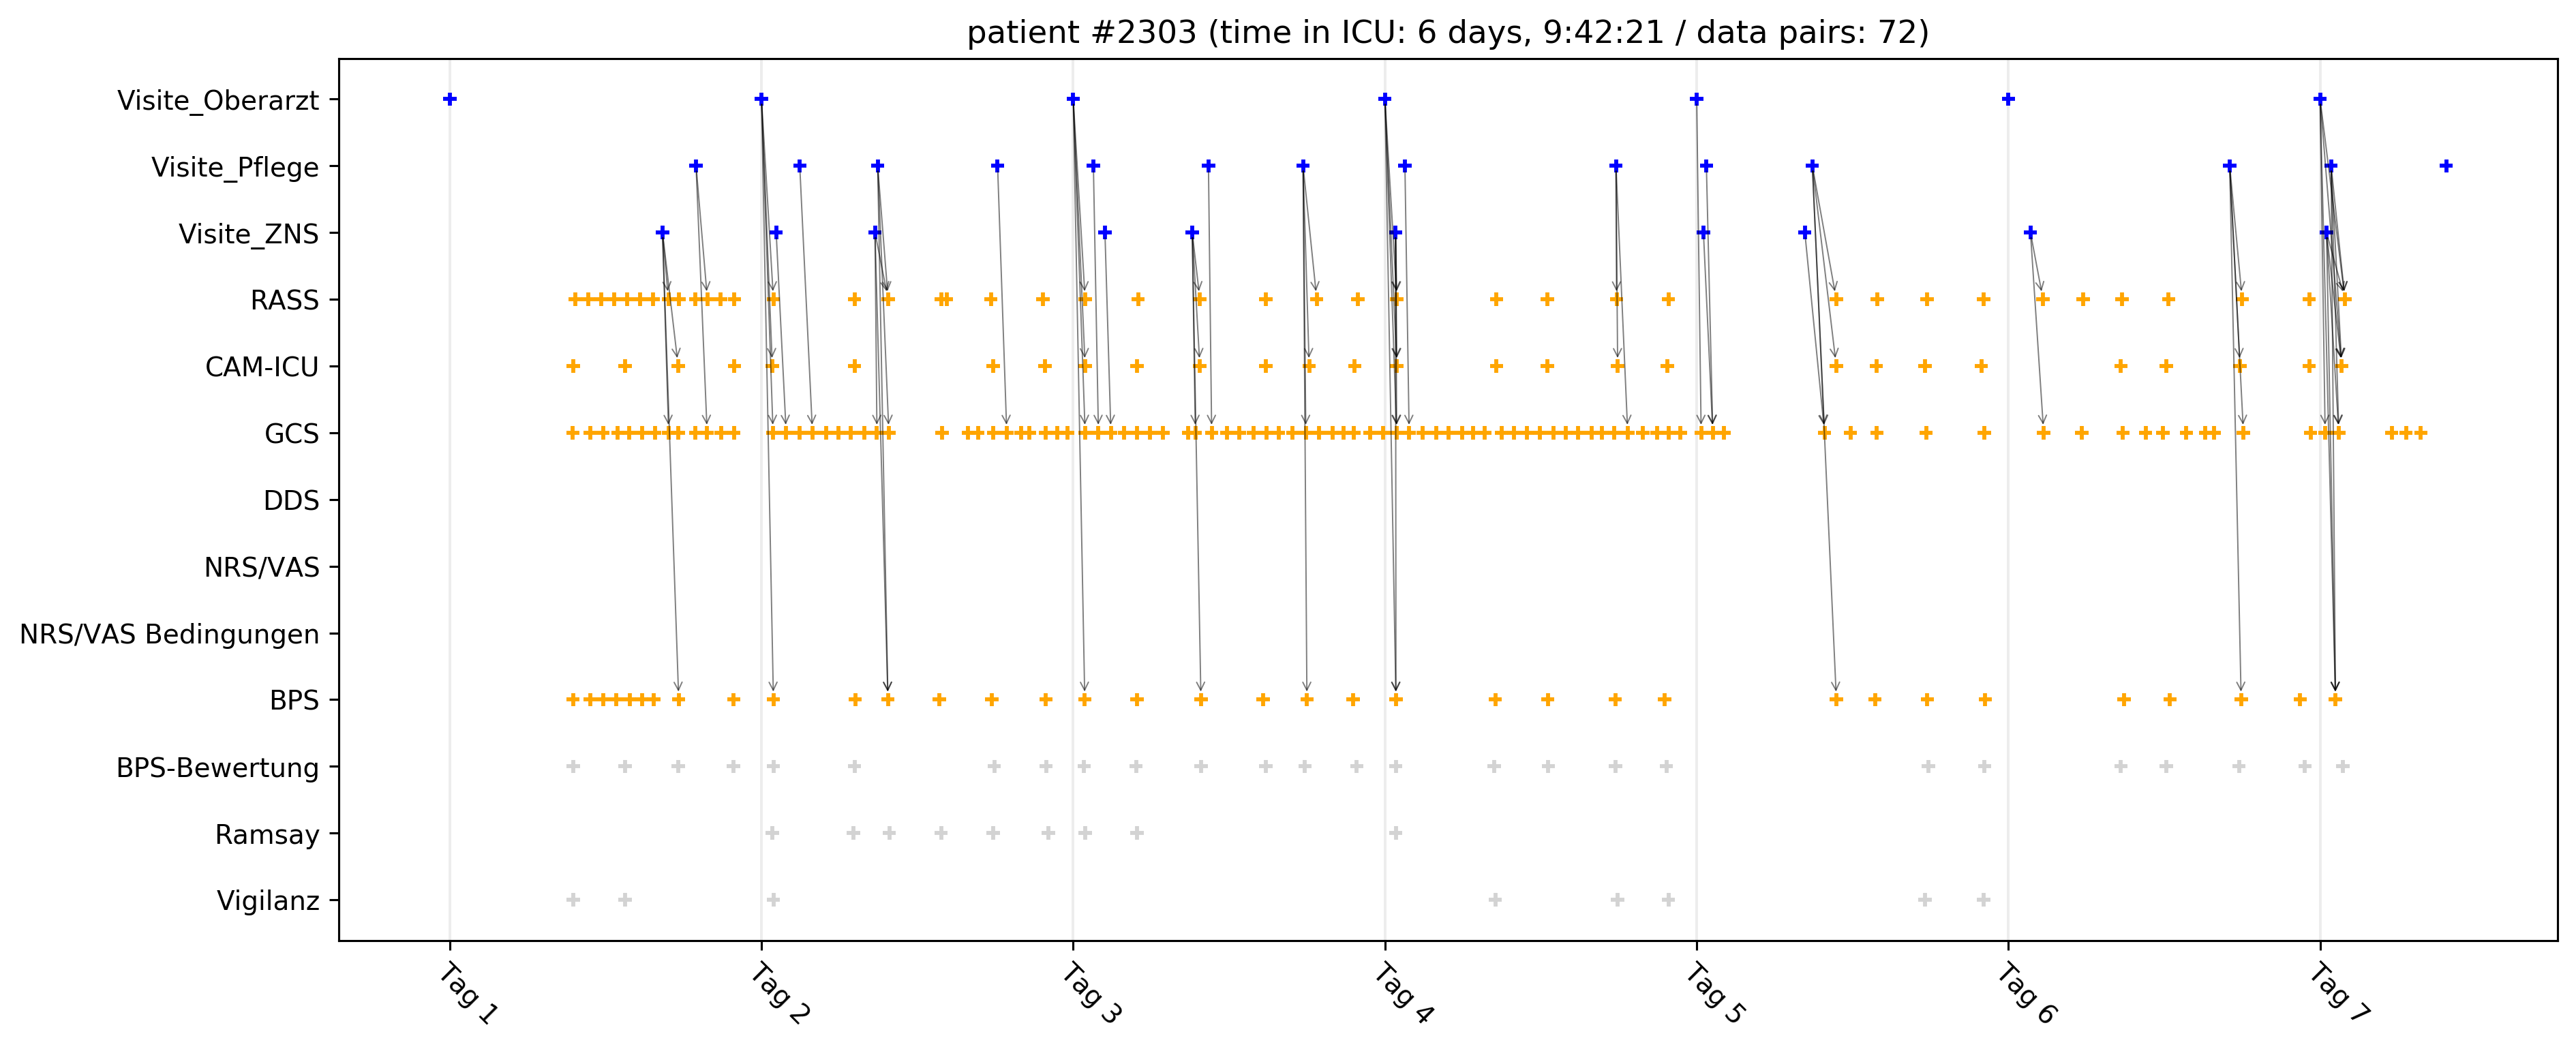 patient #2303 (time in ICU: 6 days, 9:42:21 / data pairs: 72)
Visite_Oberarzt
Visite_Pflege
Visite_ZNS
RASS
CAM-ICU
GCS
DDS
NRS/VAS
NRS/VAS Bedingungen
BPS
BPS-Bewertung
Ramsay
Vigilanz
Tag 1
Tag 2
Tag 3
Tag 4
Tag 5
Tag 6
Tag 7